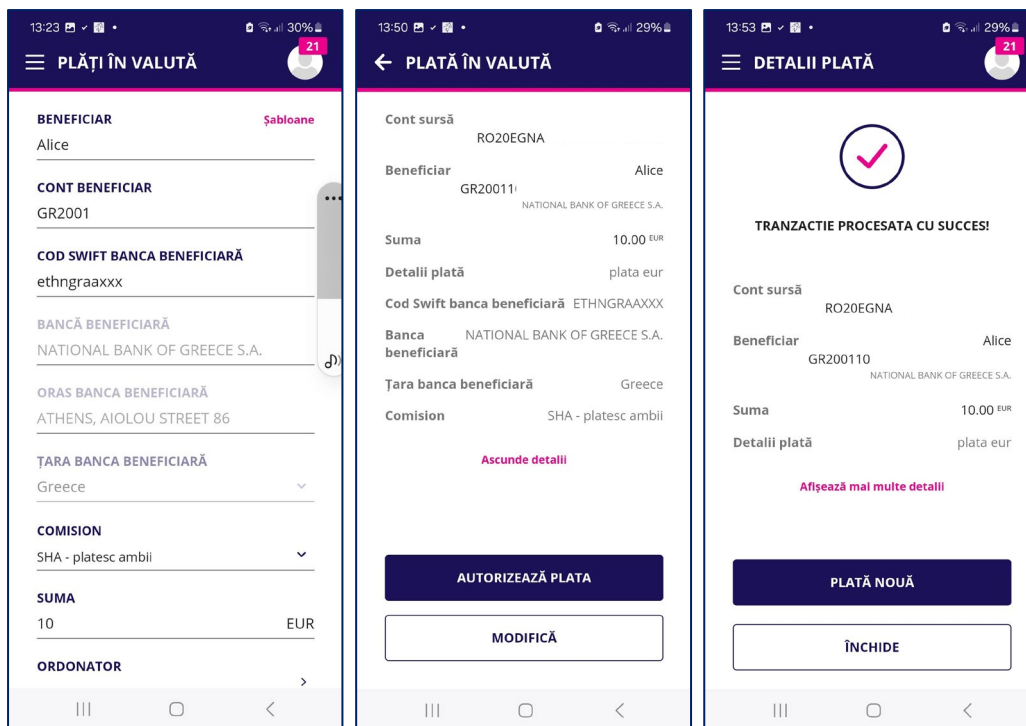 13:23
30%
21
PLĂȚI ÎN VALUTĂ
BENEFICIAR
Șabloane
Alice
CONT BENEFICIAR
GR2001
COD SWIFT BANCA BENEFICIARĂ
ethngraaxxx
BANCĂ BENEFICIARĂ
NATIONAL BANK OF GREECE S.A.
ORAS BANCA BENEFICIARĂ
ATHENS, AIOLOU STREET 86
ȚARA BANCA BENEFICIARĂ
Greece
COMISION
SHA - platesc ambii
SUMA
10 EUR
ORDONATOR
13:50
29%
PLATĂ ÎN VALUTĂ
Cont sursă
RO20EGNA
Beneficiar Alice
GR20011
NATIONAL BANK OF GREECE S.A.
Suma 10.00 EUR
Detalii plată plata eur
Cod Swift banca beneficiară ETHNGRAAXXX
Banca NATIONAL BANK OF GREECE S.A.
beneficiară
Țara banca beneficiară Greece
Comision SHA - platesc ambii
Ascunde detalii
AUTORIZEAZĂ PLATA
MODIFICĂ
13:53
29%
21
DETALII PLATĂ
TRANZACTIE PROCESATA CU SUCCES!
Cont sursă
RO20EGNA
Beneficiar Alice
GR200110
NATIONAL BANK OF GREECE S.A.
Suma 10.00 EUR
Detalii plată plata eur
Afișează mai multe detalii
PLATĂ NOUĂ
ÎNCHIDE